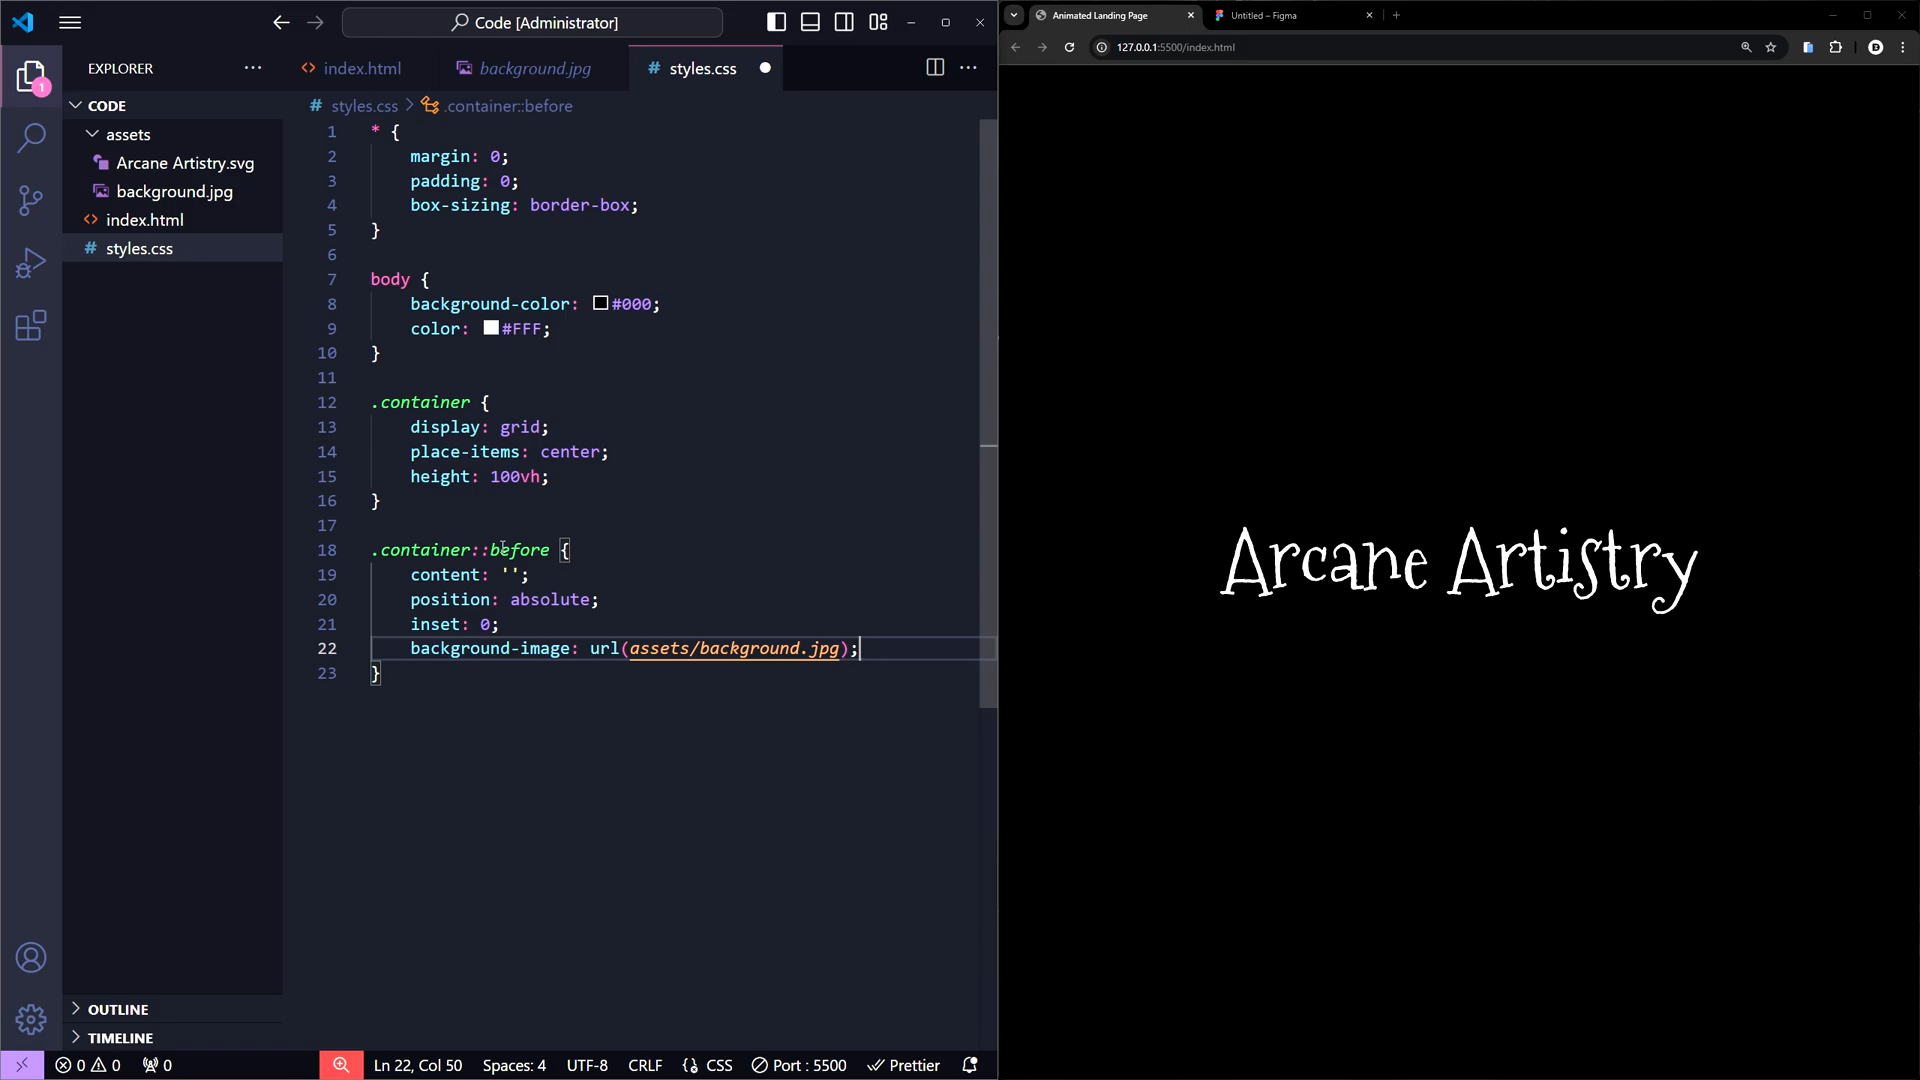 Code [Administrator]
EXPLORER
CODE
assets
Arcane Artistry.svg
background.jpg
index.html
styles.css
OUTLINE
TIMELINE
1
index.html
background.jpg
styles.css
styles.css > .container::before
1 * {
2 margin: 0;
3 padding: 0;
4 box-sizing: border-box;
5 }
6
7 body {
8 background-color: #000;
9 color: #FFF;
10 }
11
12 .container {
13 display: grid;
14 place-items: center;
15 height: 100vh;
16 }
17
18 .container::before {
19 content: '';
20 position: absolute;
21 inset: 0;
22 background-image: url(assets/background.jpg);
23 }
0 0 0 Ln 22, Col 50 Spaces: 4 UTF-8 CRLF {} CSS Port : 5500 Prettier
Animated Landing Page
Untitled – Figma
127.0.0.1:5500/index.html
Arcane Artistry